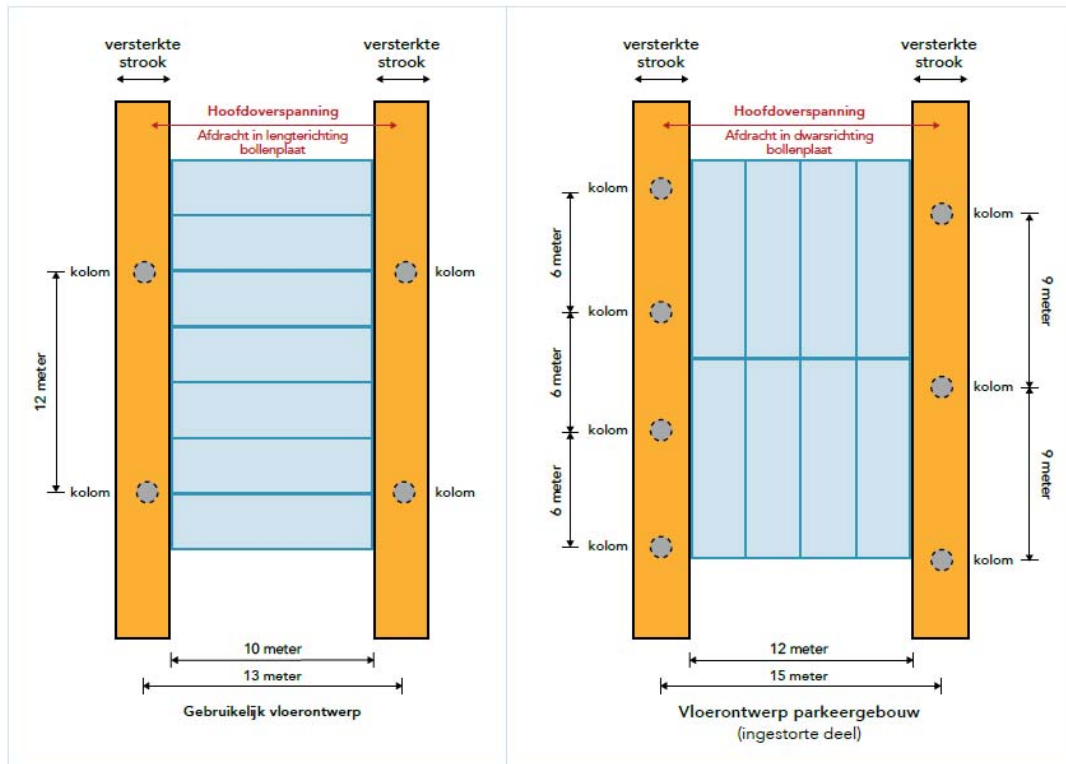 versterkte
strook
versterkte
strook
Hoofdoverspanning
Afdracht in lengterichting
bollenplaat
kolom
kolom
12 meter
kolom
kolom
10 meter
13 meter
Gebruikelijk vloerontwerp
versterkte
strook
versterkte
strook
Hoofdoverspanning
Afdracht in dwarsrichting
bollenplaat
kolom
kolom
6 meter
9 meter
kolom
6 meter
kolom
kolom
6 meter
9 meter
kolom
kolom
12 meter
15 meter
Vloerontwerp parkeergebouw
(ingestorte deel)